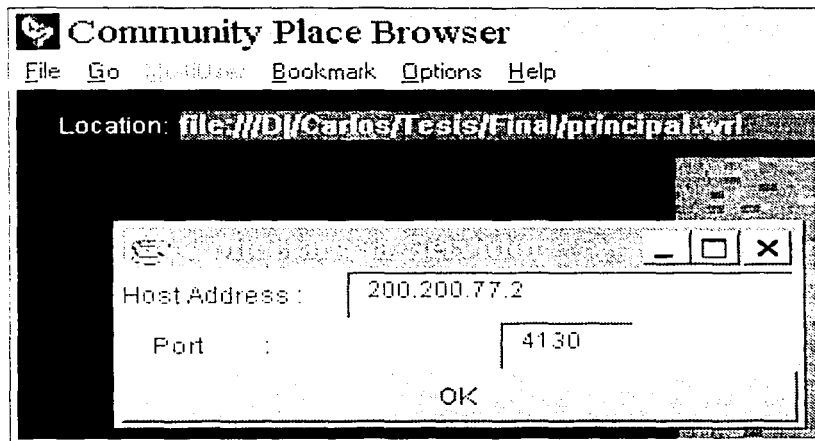 Community Place Browser
File Go MultiUser Bookmark Options Help
Location: file:///D|/Carlos/Tesis/Final/principal.wrl
Host Address : 200.200.77.2
Port : 4130
OK